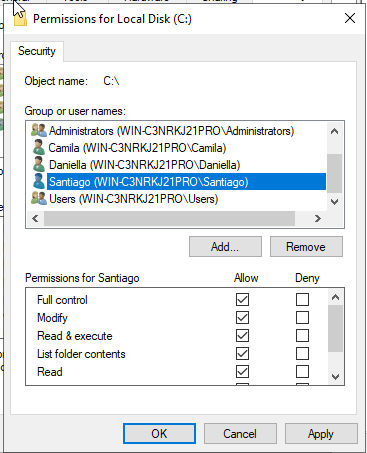 Permissions for Local Disk (C:)
Security
Object name: C:\
Group or user names:
Administrators (WIN-C3NRKJ21PRO\Administrators)
Camila (WIN-C3NRKJ21PRO\Camila)
Daniella (WIN-C3NRKJ21PRO\Daniella)
Santiago (WIN-C3NRKJ21PRO\Santiago)
Users (WIN-C3NRKJ21PRO\Users)
Add... Remove
Permissions for Santiago Allow Deny
Full control
Modify
Read & execute
List folder contents
Read
OK Cancel Apply